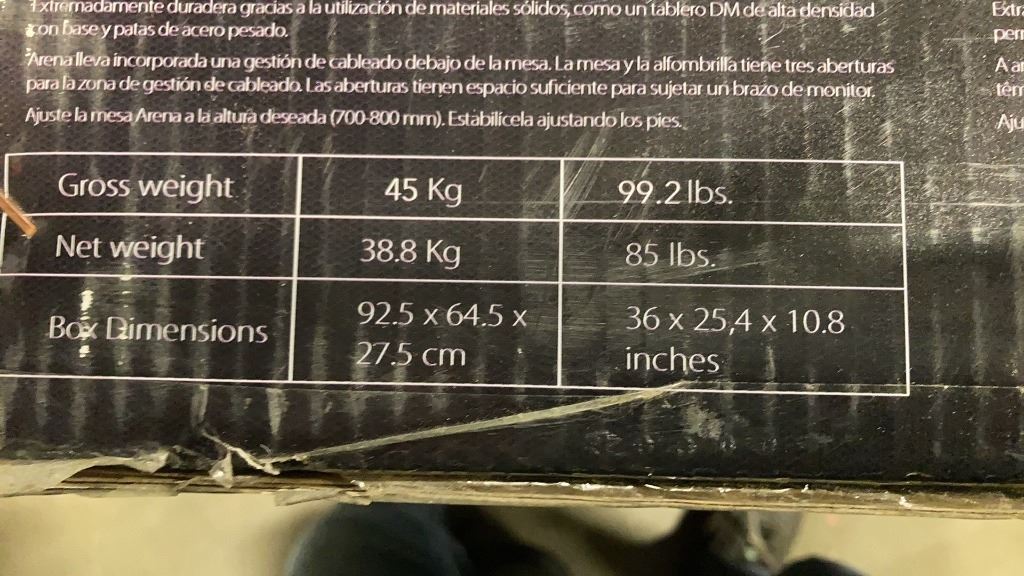 Extremadamente duradera gracias a la utilización de materiales sólidos, como un tablero DM de alta densidad
con base y patas de acero pesado.
Arena lleva incorporada una gestión de cableado debajo de la mesa. La mesa y la alfombrilla tiene tres aberturas
para la zona de gestión de cableado. Las aberturas tienen espacio suficiente para sujetar un brazo de monitor.
Ajuste la mesa Arena a la altura deseada (700-800 mm). Estabilícela ajustando los pies.
Gross weight 45 Kg 99.2 lbs.
Net weight 38.8 Kg 85 lbs.
Box Dimensions 92.5 x 64.5 x 27.5 cm 36 x 25,4 x 10.8 inches